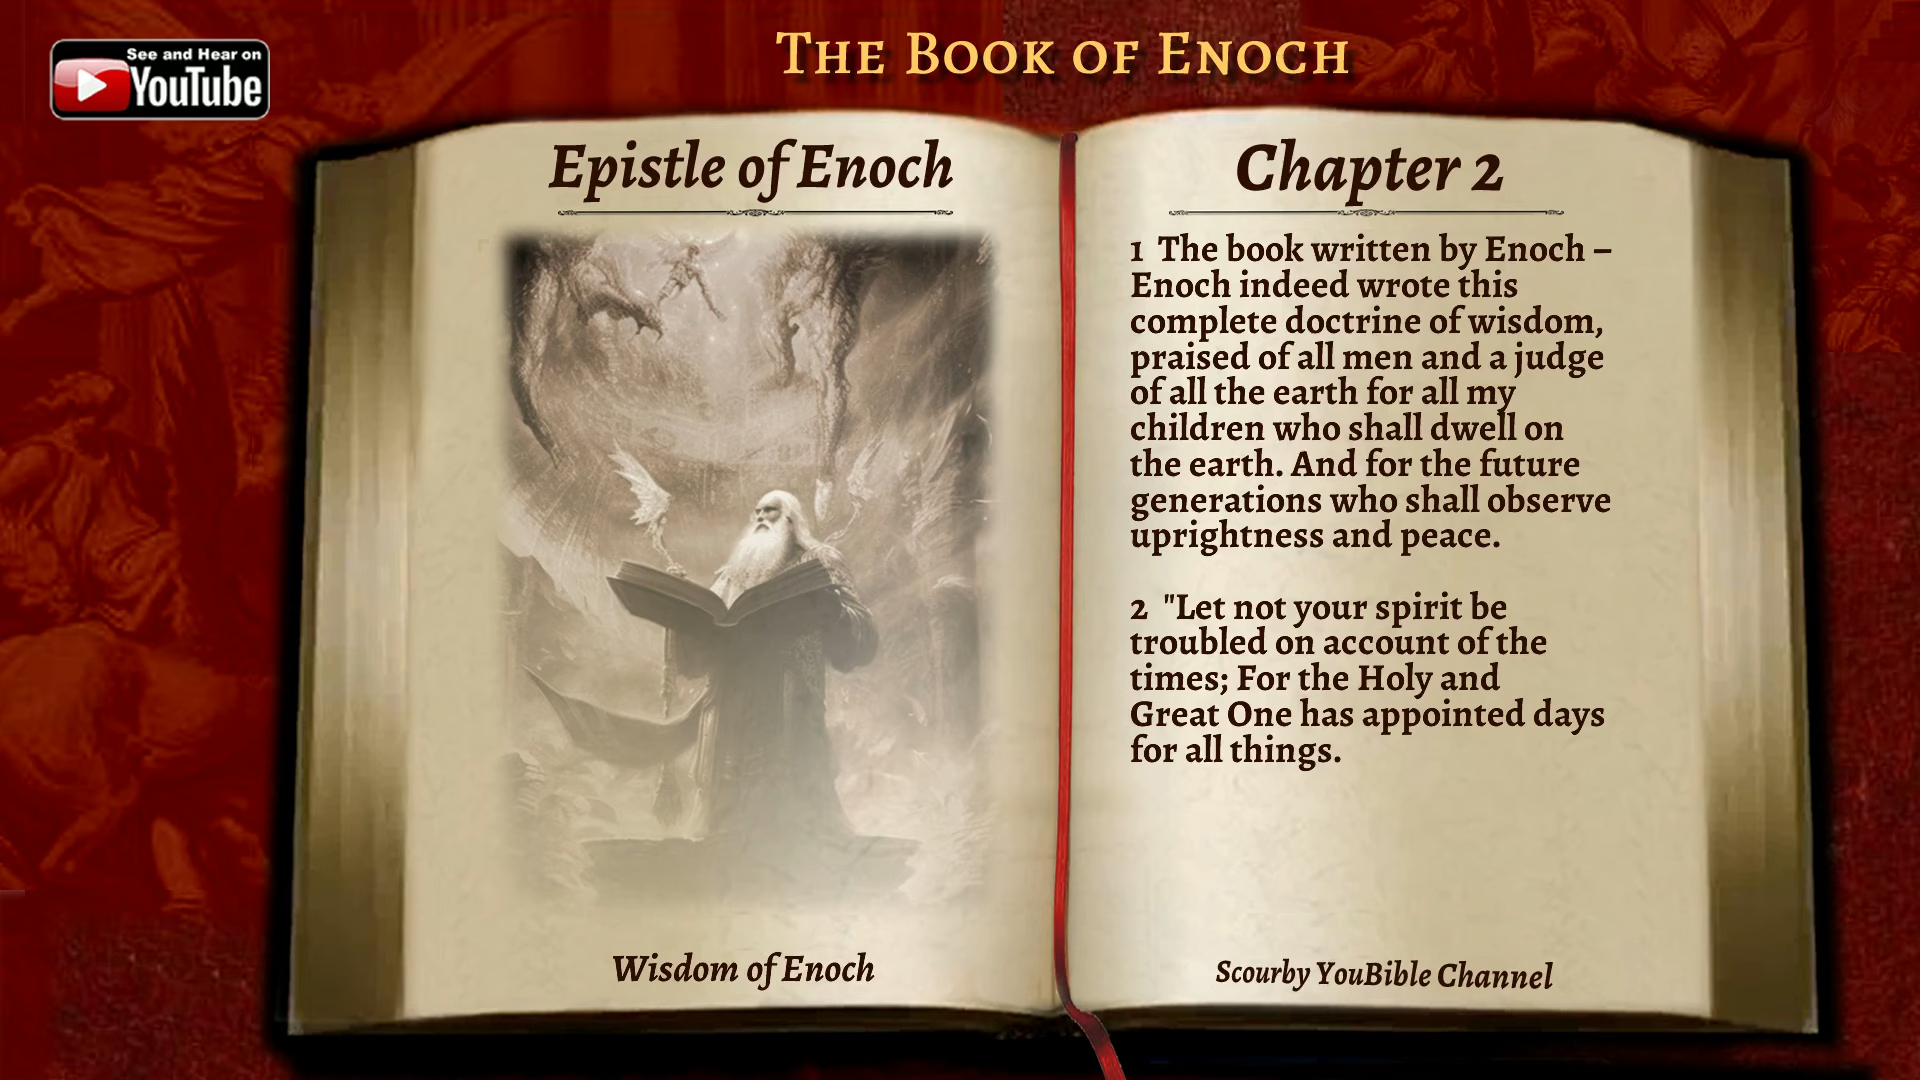 See and Hear on
YouTube
The Book of Enoch
Epistle of Enoch
Wisdom of Enoch
Chapter 2
1 The book written by Enoch –
Enoch indeed wrote this
complete doctrine of wisdom,
praised of all men and a judge
of all the earth for all my
children who shall dwell on
the earth. And for the future
generations who shall observe
uprightness and peace.
2 "Let not your spirit be
troubled on account of the
times; For the Holy and
Great One has appointed days
for all things.
Scourby YouBible Channel